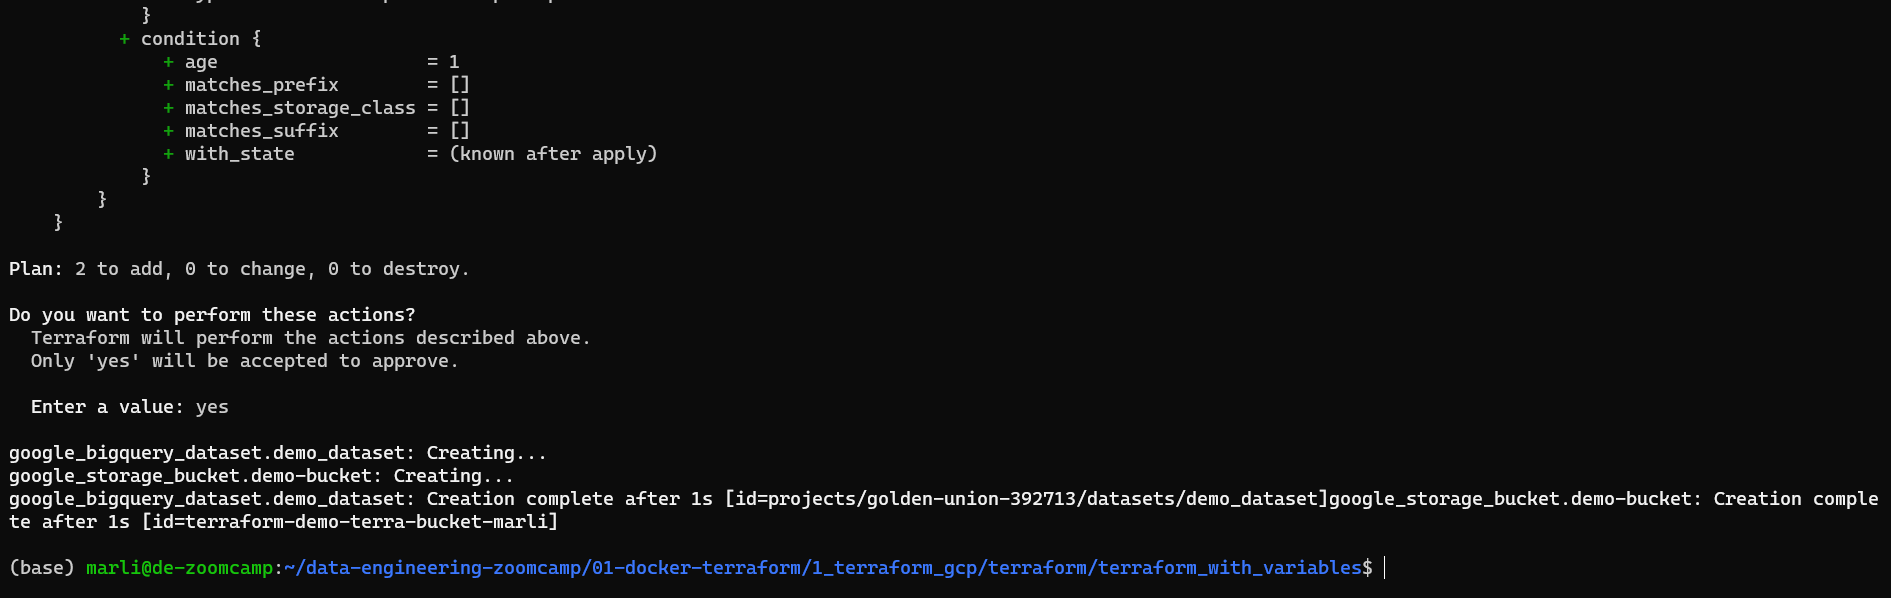 }
+ condition {
+ age                   = 1
+ matches_prefix        = []
+ matches_storage_class = []
+ matches_suffix        = []
+ with_state            = (known after apply)
}
}
}
Plan: 2 to add, 0 to change, 0 to destroy.
Do you want to perform these actions?
Terraform will perform the actions described above.
Only 'yes' will be accepted to approve.
Enter a value: yes
google_bigquery_dataset.demo_dataset: Creating...
google_storage_bucket.demo-bucket: Creating...
google_bigquery_dataset.demo_dataset: Creation complete after 1s [id=projects/golden-union-392713/datasets/demo_dataset]google_storage_bucket.demo-bucket: Creation comple
te after 1s [id=terraform-demo-terra-bucket-marli]
(base) marli@de-zoomcamp:~/data-engineering-zoomcamp/01-docker-terraform/1_terraform_gcp/terraform/terraform_with_variables$